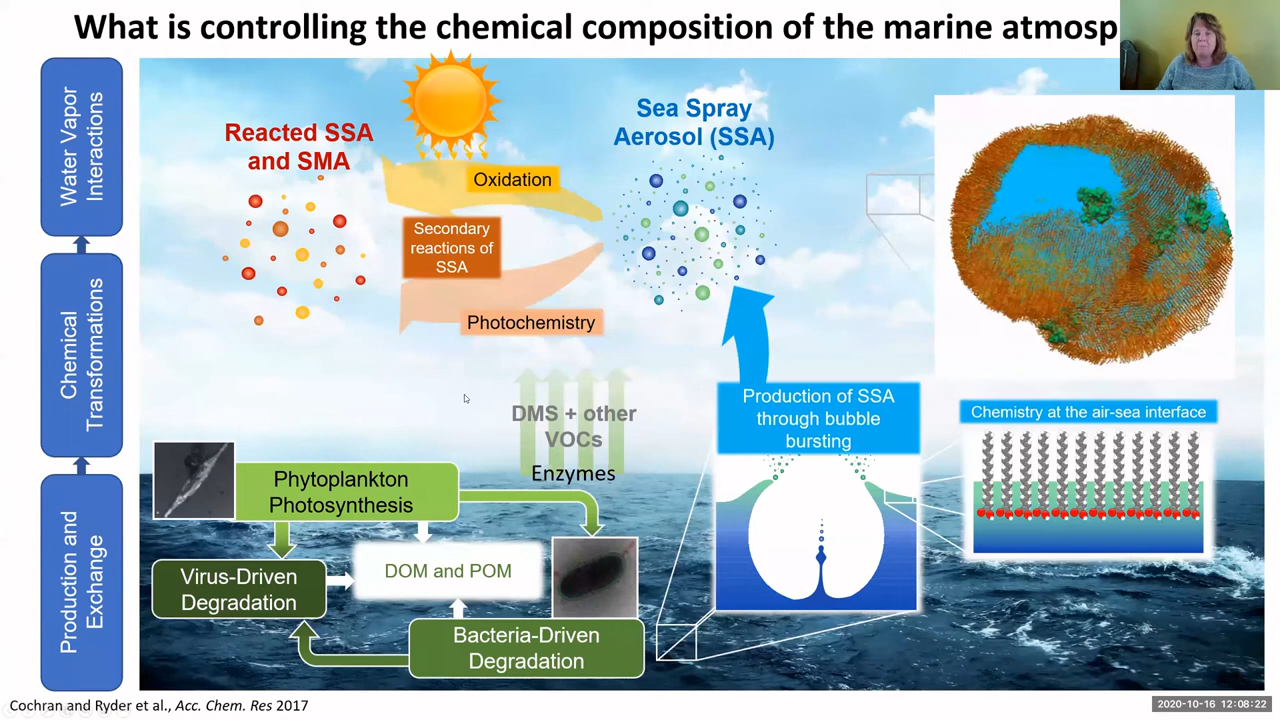 What is controlling the chemical composition of the marine atmosp
Water Vapor
Interactions
Chemical
Transformations
Production and
Exchange
Reacted SSA
and SMA
Oxidation
Secondary
reactions of
SSA
Photochemistry
Sea Spray
Aerosol (SSA)
DMS + other
VOCs
Enzymes
Production of SSA
through bubble
bursting
Chemistry at the air-sea interface
Phytoplankton
Photosynthesis
Virus-Driven
Degradation
DOM and POM
Bacteria-Driven
Degradation
Cochran and Ryder et al., Acc. Chem. Res 2017
2020-10-16 12:08:22